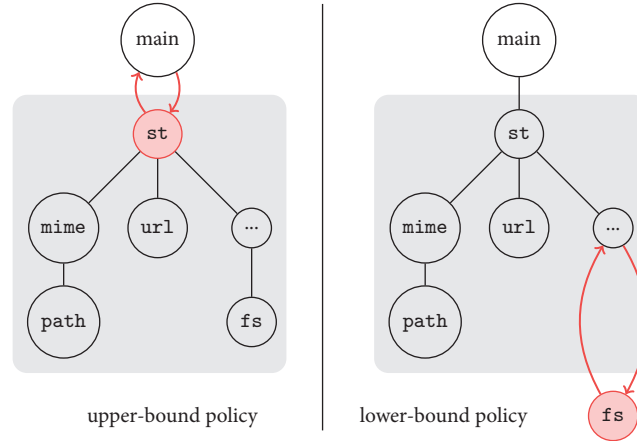 main
st
mime
url
...
path
fs
upper-bound policy
main
st
mime
url
...
path
lower-bound policy
fs